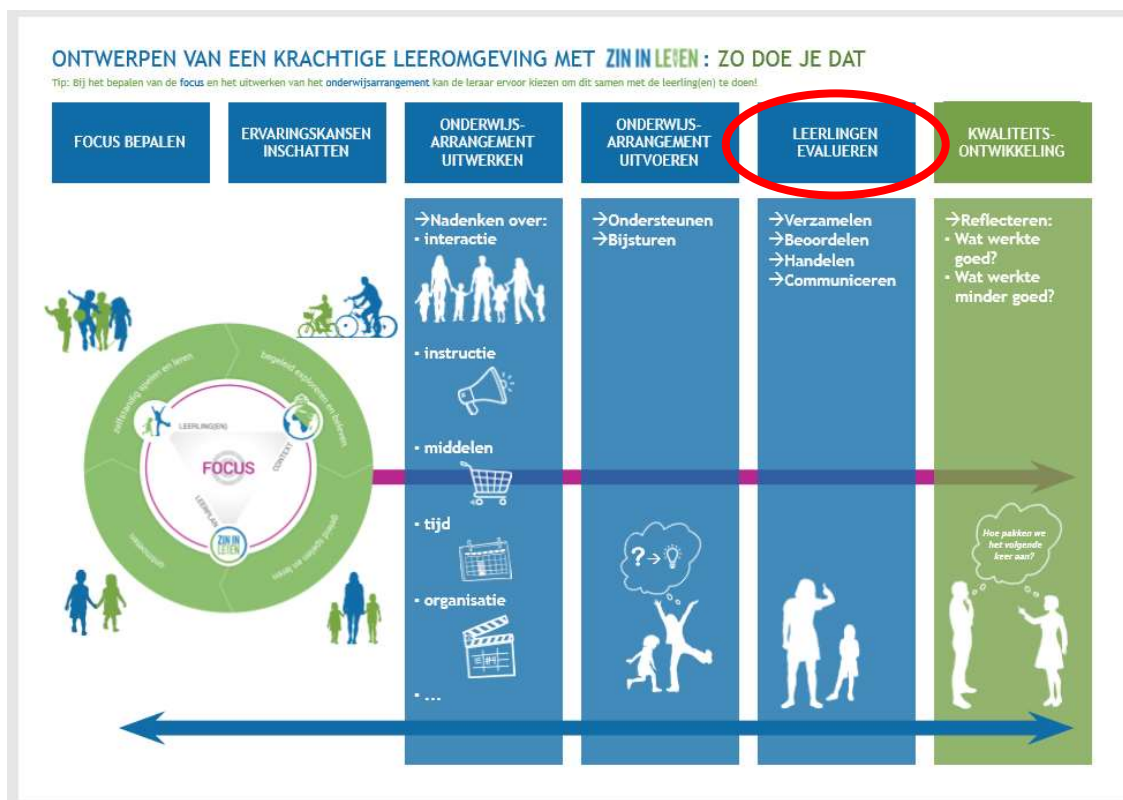 ONTWERPEN VAN EEN KRACHTIGE LEEROMGEVING MET ZIN IN LEREN : ZO DOE JE DAT
Tip: Bij het bepalen van de focus en het uitwerken van het onderwijsarrangement kan de leraar ervoor kiezen om dit samen met de leerling(en) te doen!
FOCUS BEPALEN
ERVARINGSKANSEN
INSCHATTEN
ONDERWIJS-
ARRANGEMENT
UITWERKEN
ONDERWIJS-
ARRANGEMENT
UITVOEREN
LEERLINGEN
EVALUEREN
KWALITEITS-
ONTWIKKELING
zelfstandig spelen en leren
begeleid exploreren en beleven
geleid spelen en leren
ontmoeten
LEERLING(EN)
CONTEXT
LEERPLAN
FOCUS
ZIN IN
→Nadenken over:
• interactie
• instructie
• middelen
• tijd
• organisatie
• ...
→Ondersteunen
→Bijsturen
?→
→Verzamelen
→Beoordelen
→Handelen
→Communiceren
→Reflecteren:
• Wat werkte
goed?
• Wat werkte
minder goed?
Hoe pakken we
het volgende
keer aan?